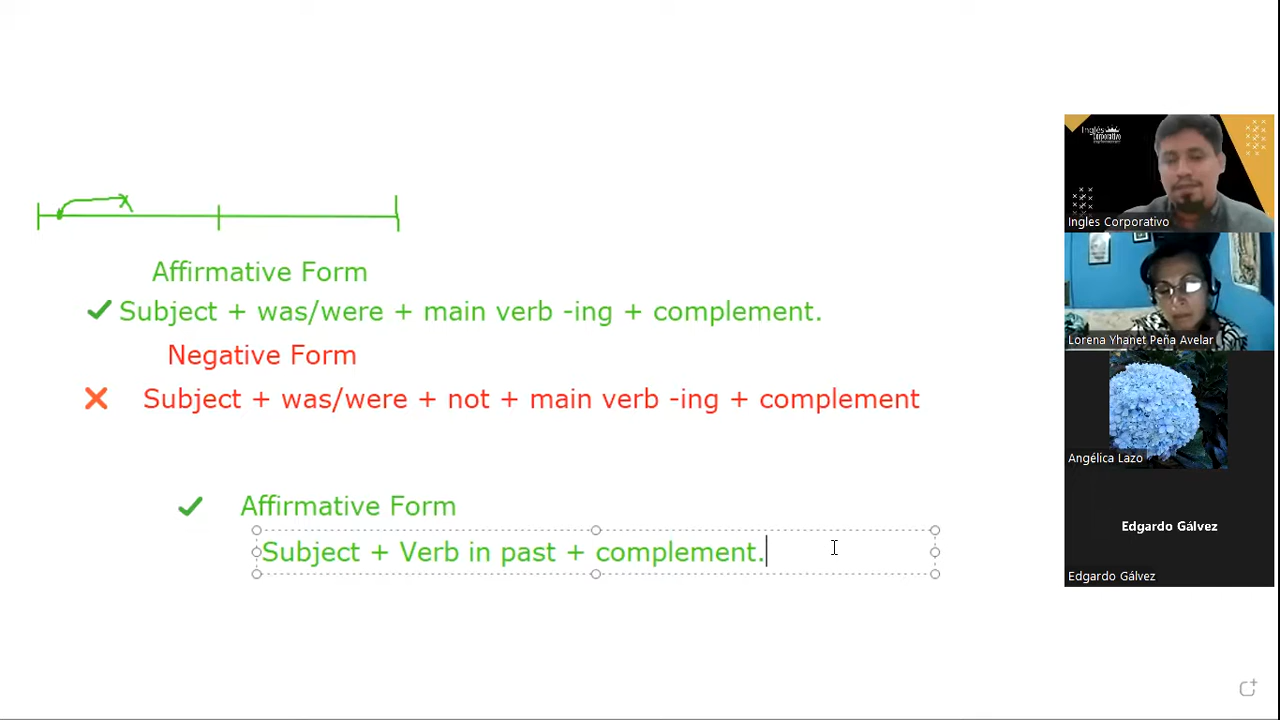 Affirmative Form
Subject + was/were + main verb -ing + complement.
Negative Form
Subject + was/were + not + main verb -ing + complement
Affirmative Form
Subject + Verb in past + complement.
Inglés
Corporativo
Ingles Corporativo
Lorena Yhanet Peña Avelar
Angélica Lazo
Edgardo Gálvez
Edgardo Gálvez